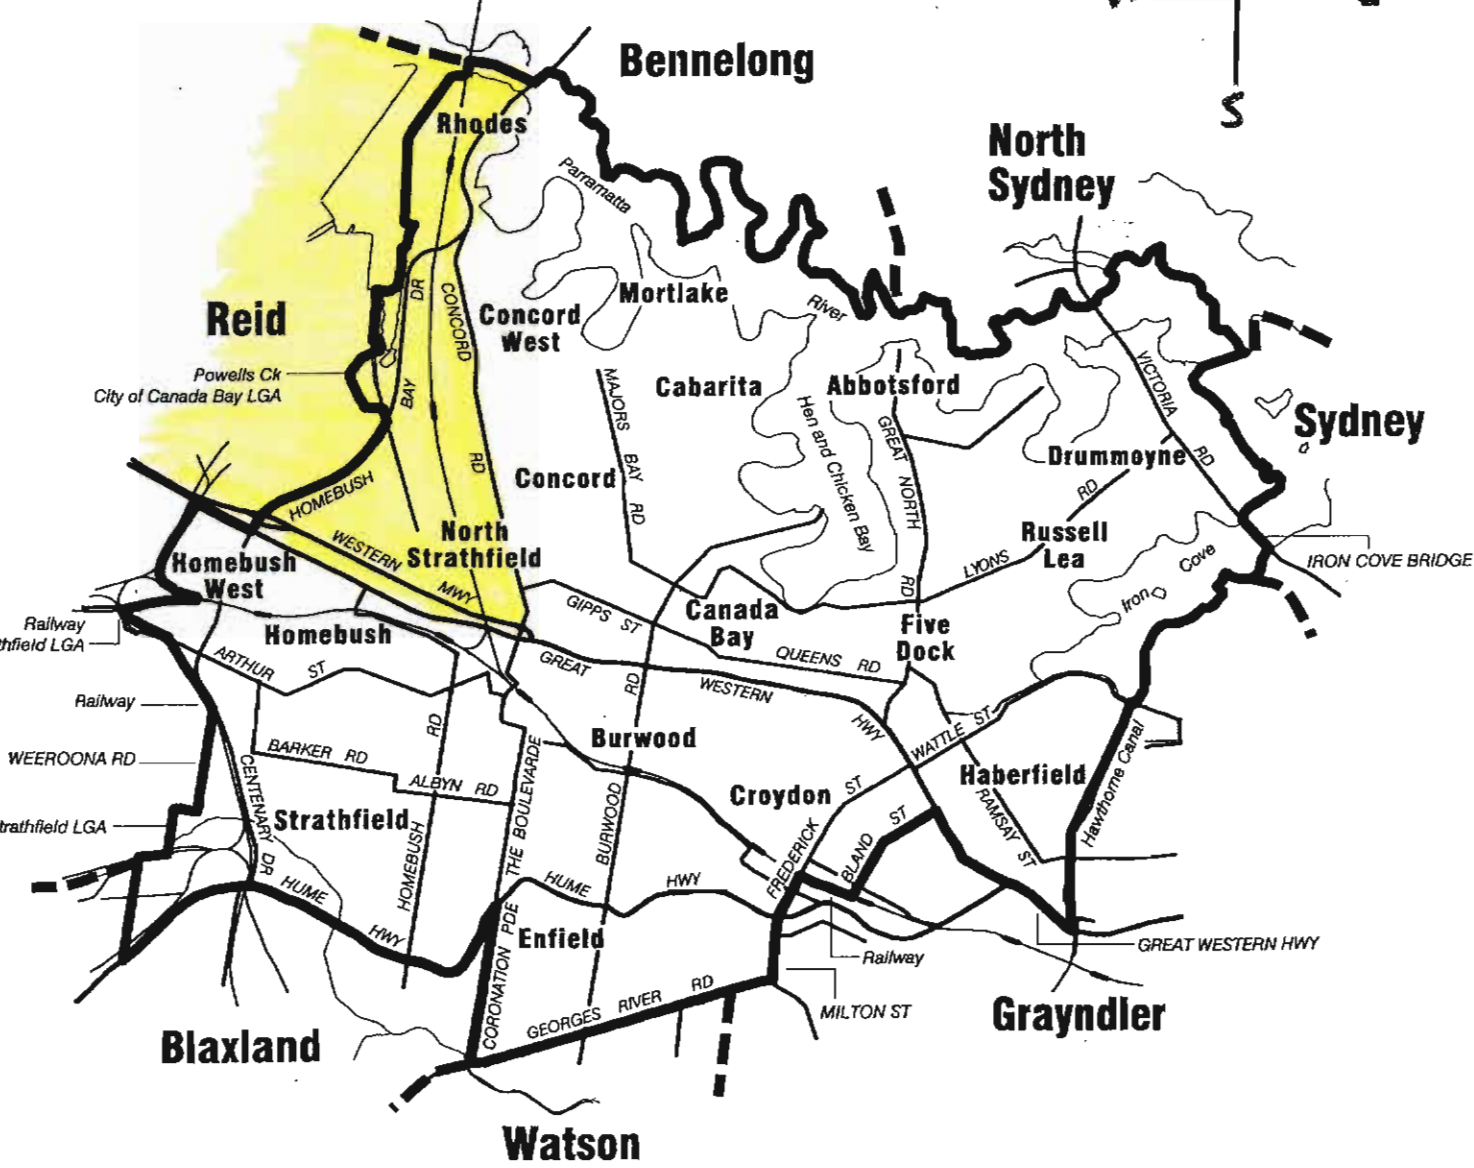 Bennelong
S
North
Sydney
Rhodes
Parramatta
River
DR
CONCORD
RD
Concord
West
Mortlake
Reid
Powells Ck
City of Canada Bay LGA
BAY
HOMEBUSH
MAJORS
BAY
RD
Cabarita
Abbotsford
Hen and Chicken Bay
GREAT
NORTH
RD
VICTORIA
RD
Sydney
Drummoyne
Concord
RD
Russell
Lea
LYONS
North
Strathfield
WESTERN
MWY
Homebush
West
Cove
Iron
IRON COVE BRIDGE
Railway
thfield LGA
Homebush
GIPPS ST
Canada
Bay
Five
Dock
QUEENS RD
ARTHUR
ST
GREAT
WESTERN
HWY
RD
Railway
WEEROONA RD
RD
BARKER RD
ALBYN RD
Burwood
WATTLE ST
Haberfield
Hawthorne Canal
CENTENARY
DR
THE BOULEVARDE
BURWOOD
Croydon
ST
FREDERICK
BLAND
ST
RAMSAY
ST
trathfield LGA
Strathfield
HOMEBUSH
HUME
HWY
HUME
HWY
CORONATION PDE
Enfield
Railway
GREAT WESTERN HWY
GEORGES RIVER RD
MILTON ST
Grayndler
Blaxland
Watson